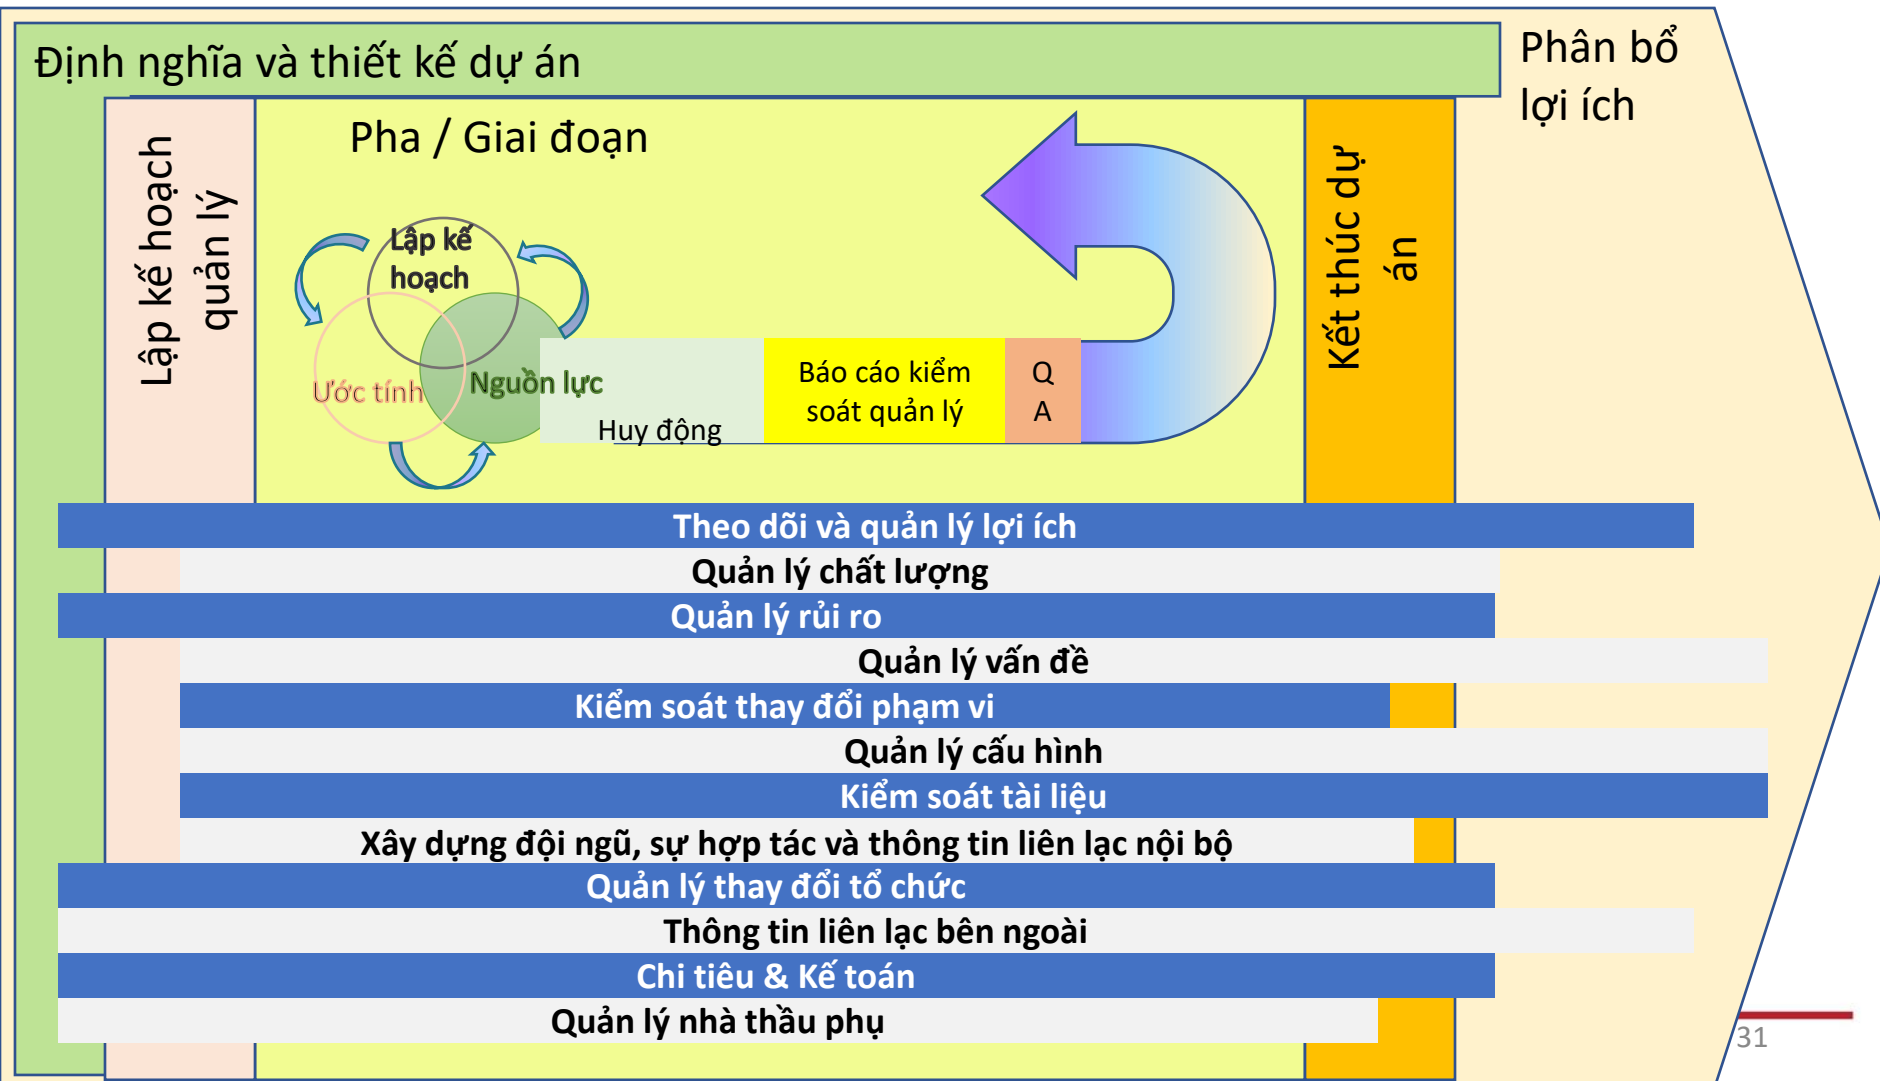 Định nghĩa và thiết kế dự án
Phân bổ
lợi ích
Lập kế hoạch
quản lý
Pha / Giai đoạn
Kết thúc dự
án
Lập kế
hoạch
Ước tính
Nguồn lực
Huy động
Báo cáo kiểm
soát quản lý
Q
A
Theo dõi và quản lý lợi ích
Quản lý chất lượng
Quản lý rủi ro
Quản lý vấn đề
Kiểm soát thay đổi phạm vi
Quản lý cấu hình
Kiểm soát tài liệu
Xây dựng đội ngũ, sự hợp tác và thông tin liên lạc nội bộ
Quản lý thay đổi tổ chức
Thông tin liên lạc bên ngoài
Chi tiêu & Kế toán
Quản lý nhà thầu phụ
31